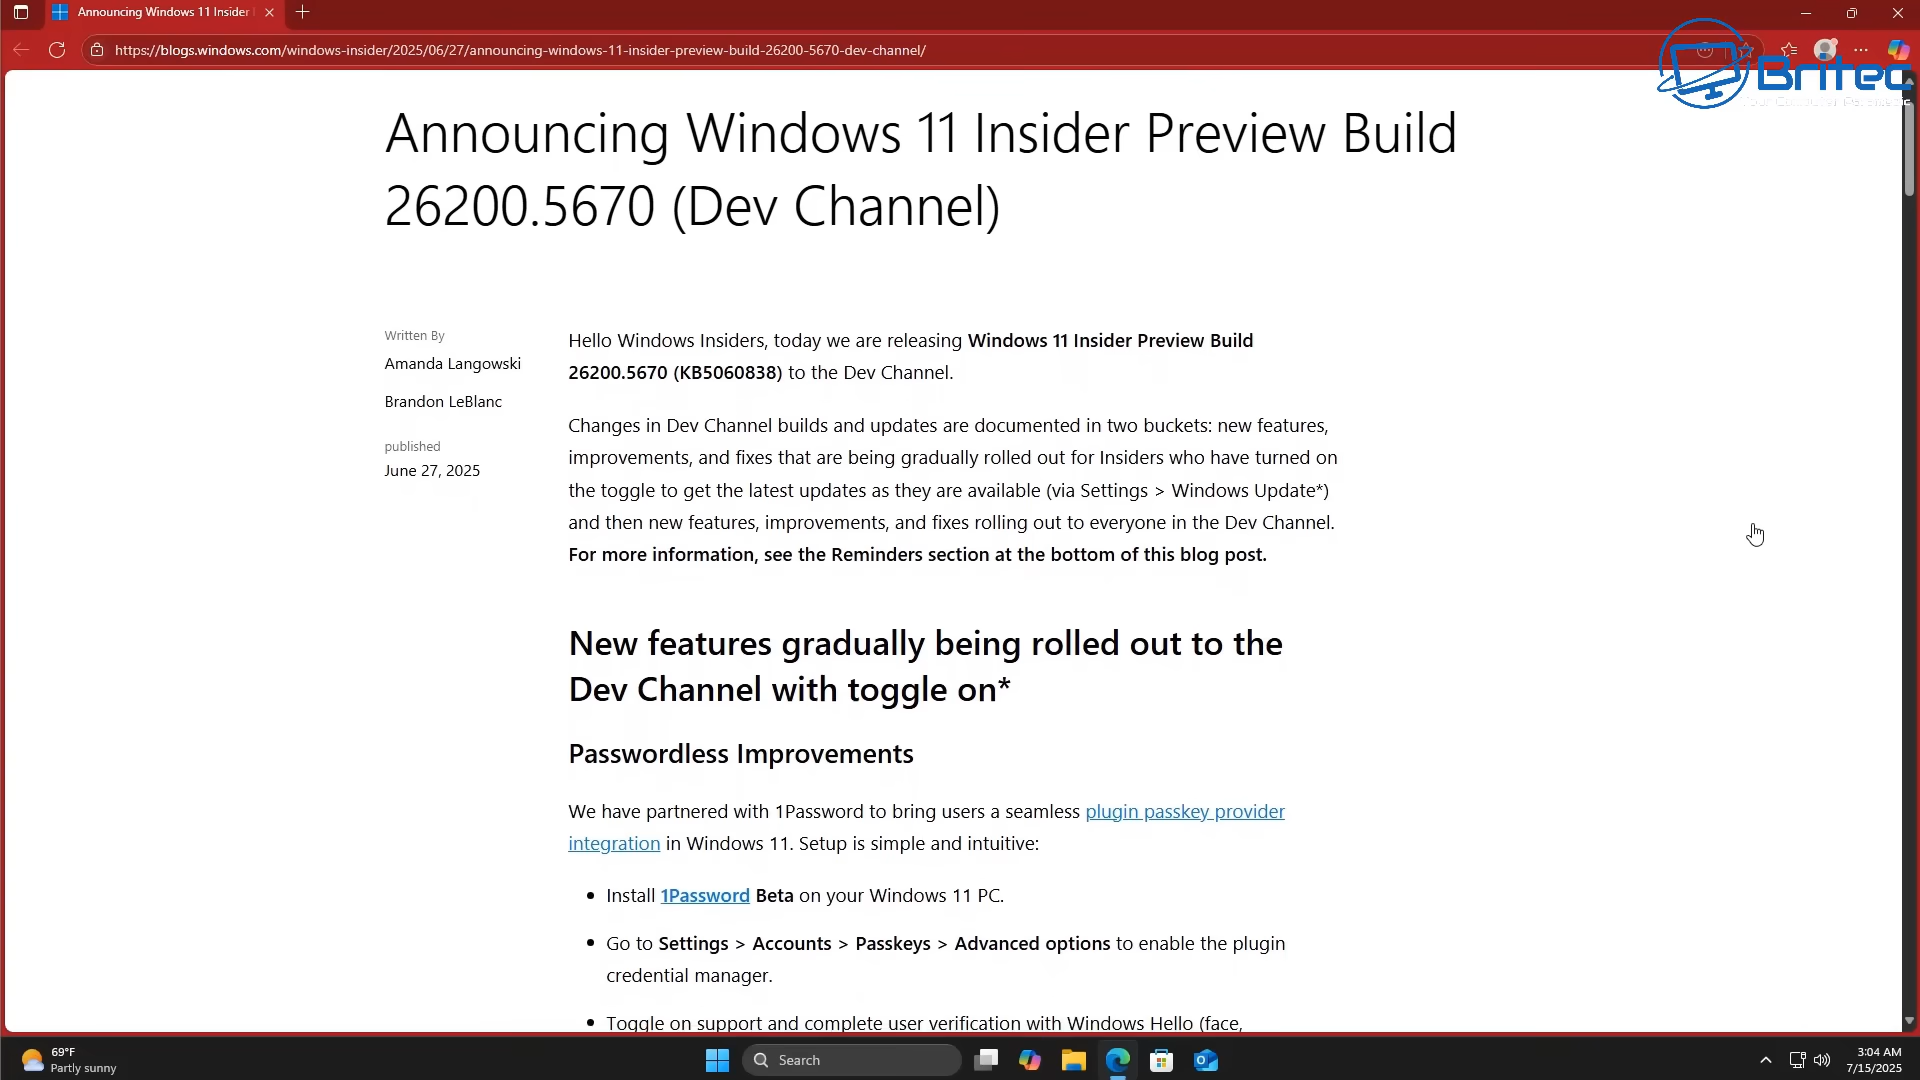 Announcing Windows 11 Insider
https://blogs.windows.com/windows-insider/2025/06/27/announcing-windows-11-insider-preview-build-26200-5670-dev-channel/
Britec
Announcing Windows 11 Insider Preview Build
26200.5670 (Dev Channel)
Written By
Amanda Langowski
Brandon LeBlanc
published
June 27, 2025
Hello Windows Insiders, today we are releasing Windows 11 Insider Preview Build
26200.5670 (KB5060838) to the Dev Channel.
Changes in Dev Channel builds and updates are documented in two buckets: new features,
improvements, and fixes that are being gradually rolled out for Insiders who have turned on
the toggle to get the latest updates as they are available (via Settings > Windows Update*)
and then new features, improvements, and fixes rolling out to everyone in the Dev Channel.
For more information, see the Reminders section at the bottom of this blog post.
New features gradually being rolled out to the
Dev Channel with toggle on*
Passwordless Improvements
We have partnered with 1Password to bring users a seamless plugin passkey provider
integration in Windows 11. Setup is simple and intuitive:
• Install 1Password Beta on your Windows 11 PC.
• Go to Settings > Accounts > Passkeys > Advanced options to enable the plugin
credential manager.
• Toggle on support and complete user verification with Windows Hello (face,
69°F
Partly sunny
Search
3:04 AM
7/15/2025